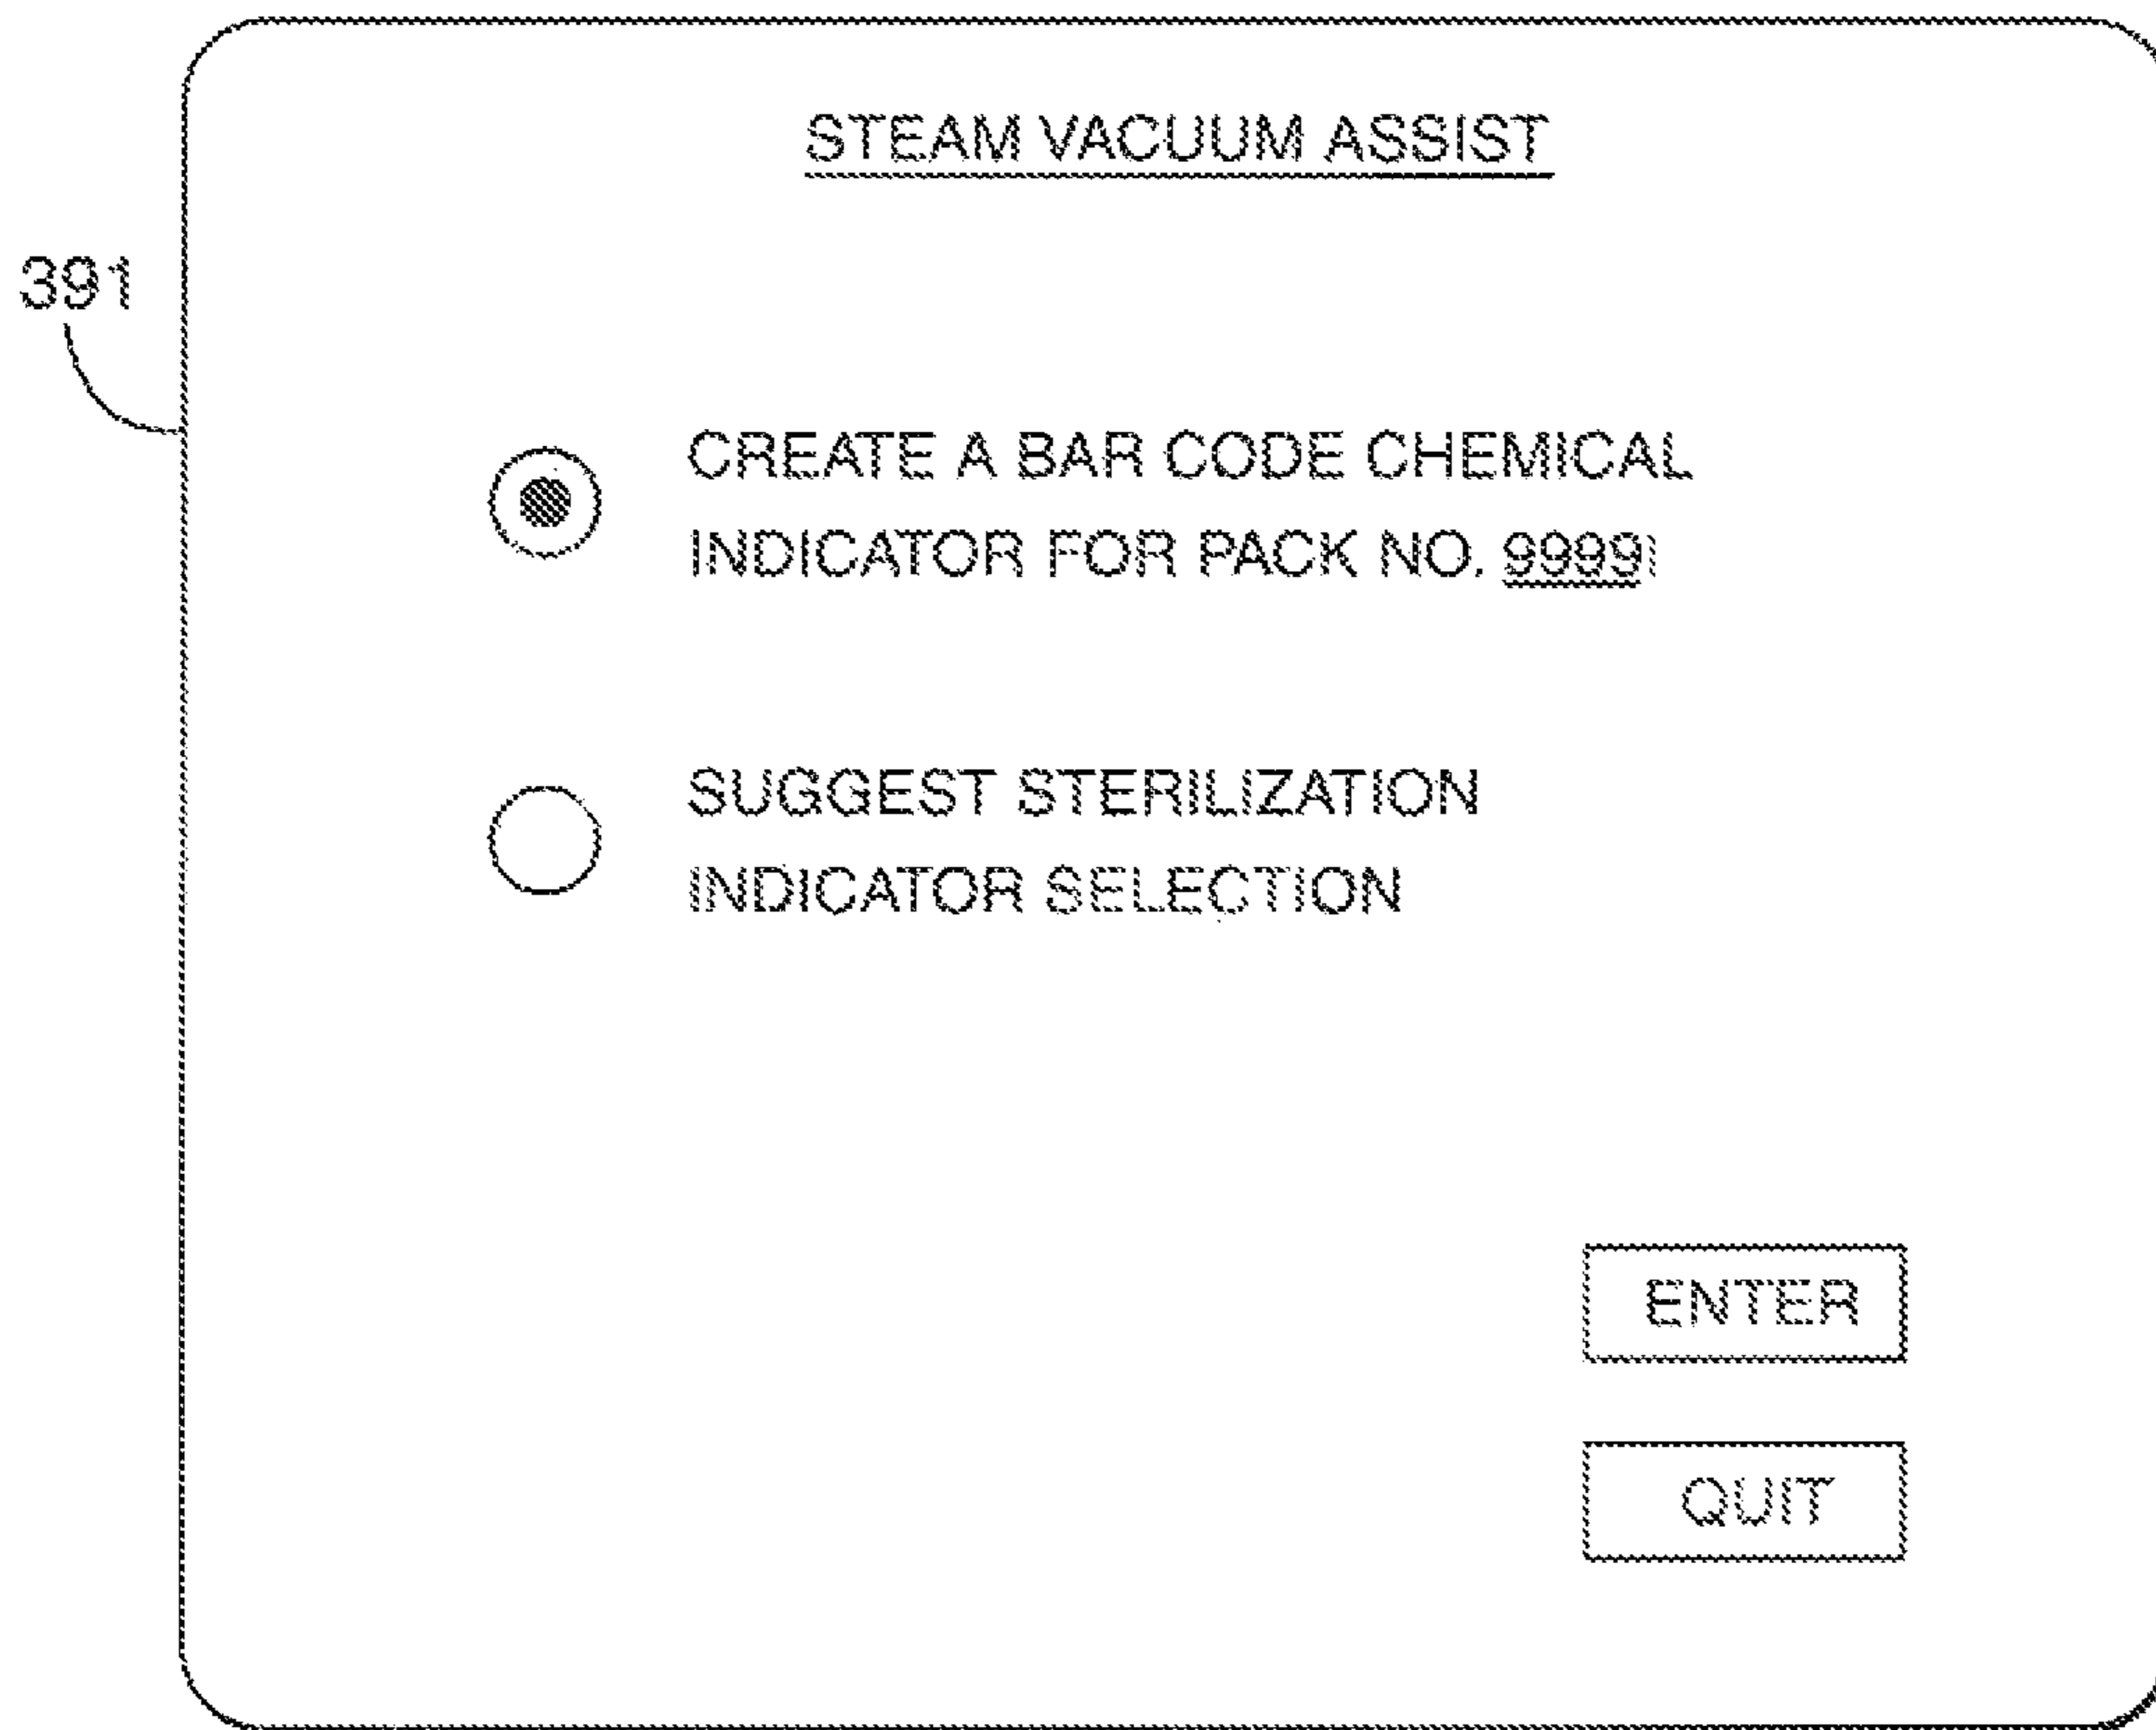 STEAM VACUUM ASSIST
391
CREATE A BAR CODE CHEMICAL
INDICATOR FOR PACK NO. 9999
SUGGEST STERILIZATION
INDICATOR SELECTION
ENTER
QUIT